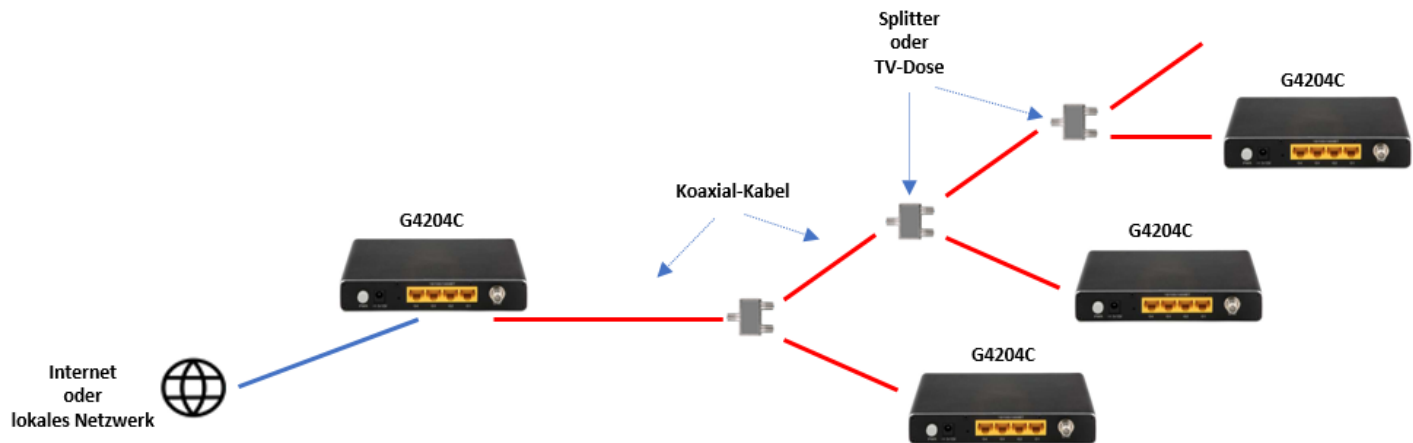 Splitter
oder
TV-Dose
G4204C
Koaxial-Kabel
G4204C
G4204C
G4204C
Internet
oder
lokales Netzwerk